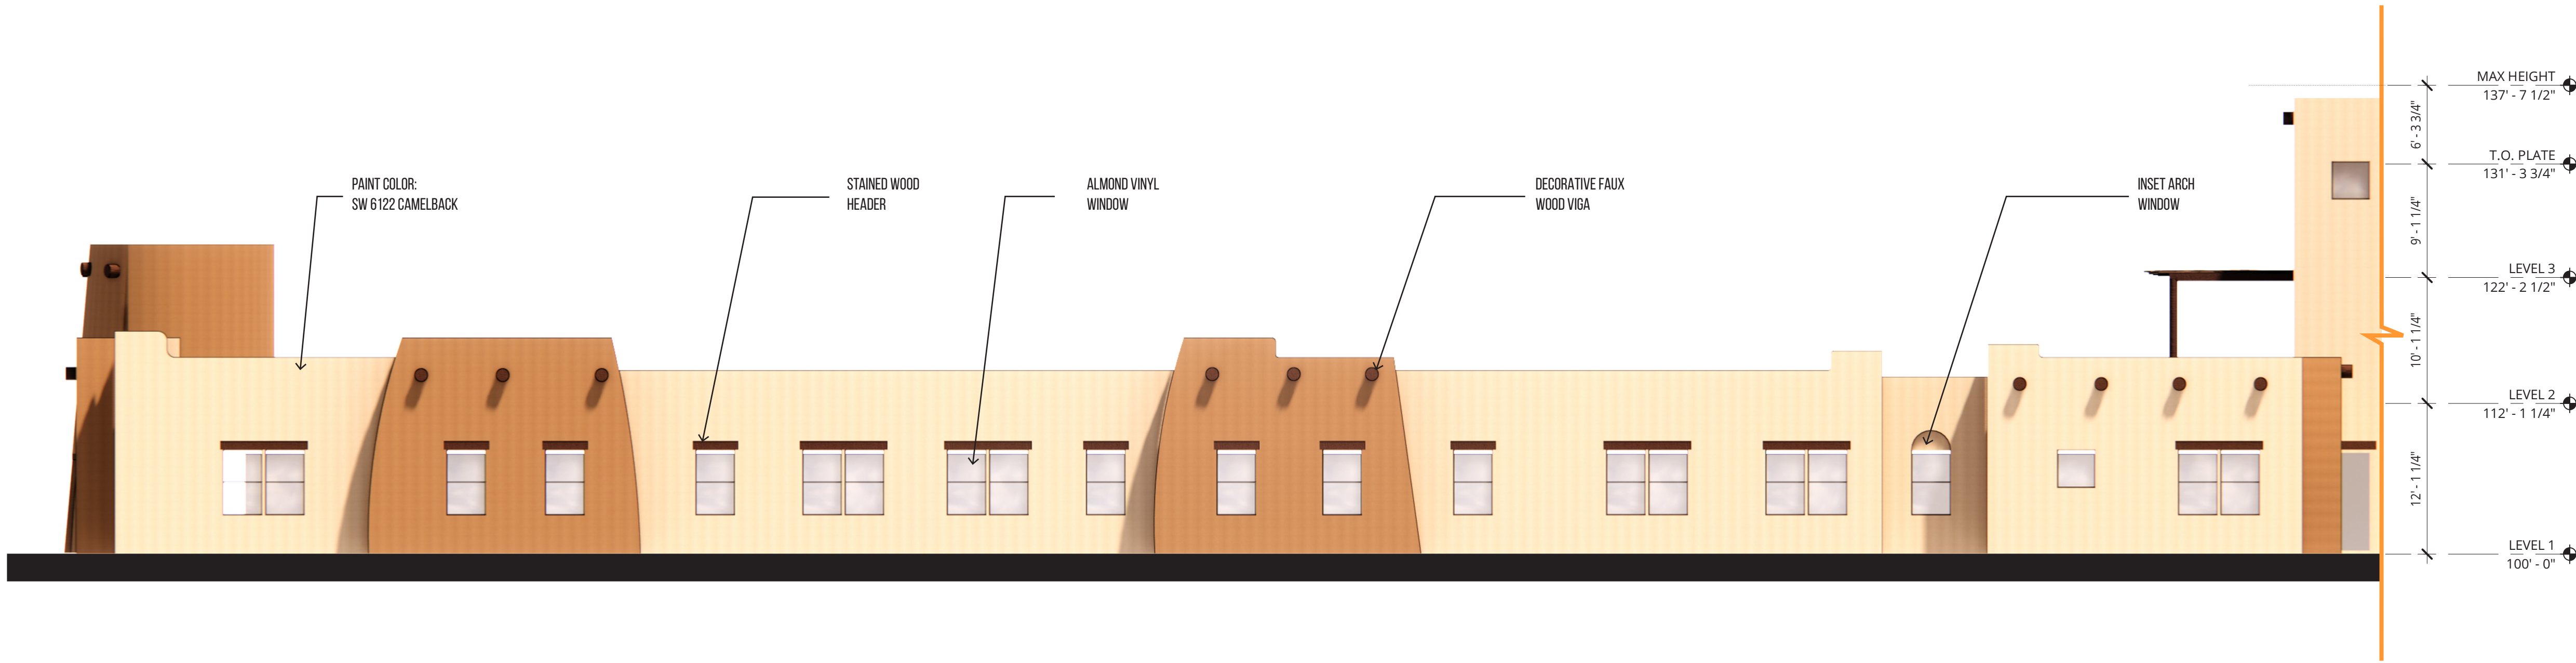 PAINT COLOR:
SW 6122 CAMELBACK
STAINED WOOD
HEADER
ALMOND VINYL
WINDOW
DECORATIVE FAUX
WOOD VIGA
INSET ARCH
WINDOW
MAX HEIGHT
137' - 7 1/2"
6' - 3 3/4"
T.O. PLATE
131' - 3 3/4"
9' - 1 1/4"
LEVEL 3
122' - 2 1/2"
10' - 1 1/4"
LEVEL 2
112' - 1 1/4"
12' - 1 1/4"
LEVEL 1
100' - 0"